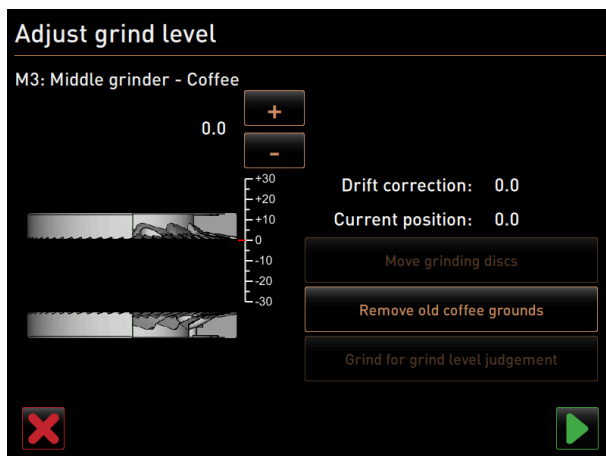 Adjust grind level
M3: Middle grinder - Coffee
+
0.0
-
+30
+20
+10
0
-10
-20
-30
Drift correction: 0.0
Current position: 0.0
Move grinding discs
Remove old coffee grounds
Grind for grind level judgement